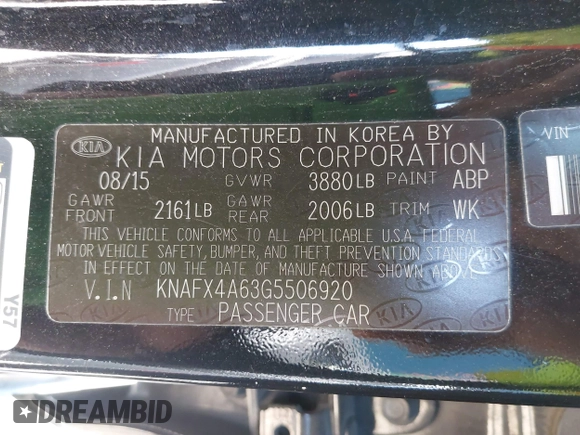 MANUFACTURED IN KOREA BY
KIA KIA MOTORS CORPORATION
08/15 GVWR 3880LB PAINT ABP
GAWR FRONT 2161LB GAWR REAR 2006LB TRIM WK
THIS VEHICLE CONFORMS TO ALL APPLICABLE U.S.A. FEDERAL
MOTOR VEHICLE SAFETY, BUMPER, AND THEFT PREVENTION STANDARDS
IN EFFECT ON THE DATE OF MANUFACTURE SHOWN ABOVE.
V.I.N KNAFX4A63G5506920
TYPE PASSENGER CAR
VIN
Y57
DREAMBID